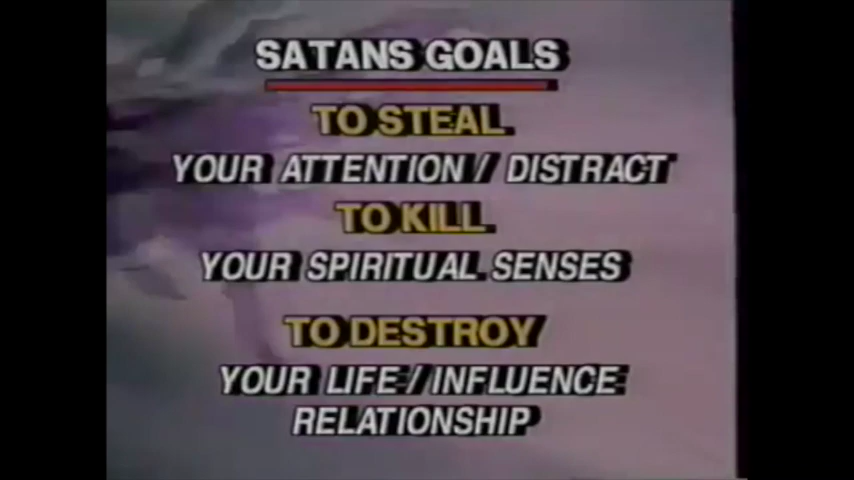 SATANS GOALS
TO STEAL
YOUR ATTENTION / DISTRACT
TO KILL
YOUR SPIRITUAL SENSES
TO DESTROY
YOUR LIFE / INFLUENCE
RELATIONSHIP